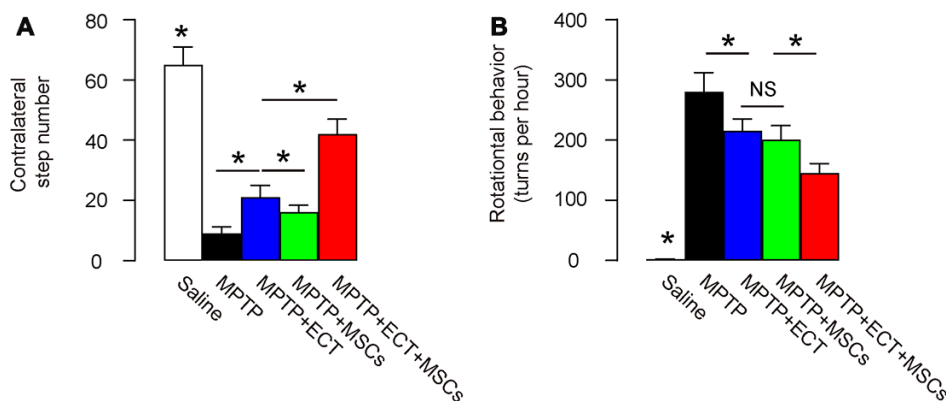 A
Contralateral
step number
80
60
40
20
0
*
*
*
*
Saline
MPTP
MPTP+ECT
MPTP+MSCs
MPTP+ECT+MSCs
B
Rotationtal behavior
(turns per hour)
400
300
200
100
0
*
*
NS
*
Saline
MPTP
MPTP+ECT
MPTP+MSCs
MPTP+ECT+MSCs